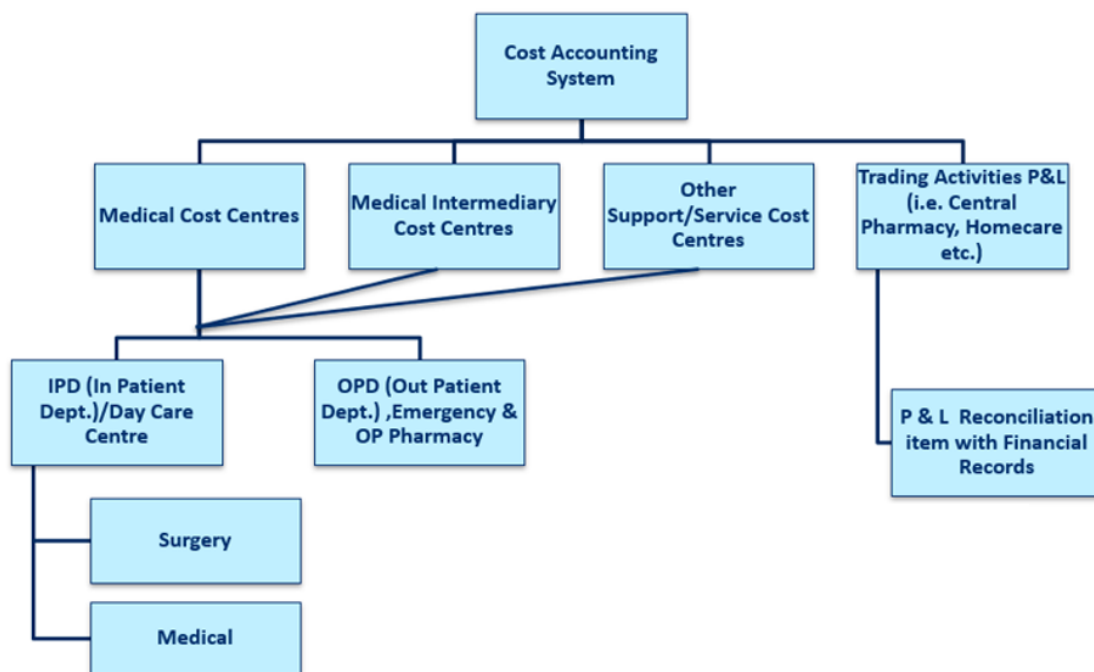 Cost Accounting
System
Medical Cost Centres
Medical Intermediary
Cost Centres
Other
Support/Service Cost
Centres
Trading Activities P&L
(i.e. Central
Pharmacy, Homecare
etc.)
IPD (In Patient
Dept.)/Day Care
Centre
OPD (Out Patient
Dept.) ,Emergency &
OP Pharmacy
P & L  Reconciliation
item with Financial
Records
Surgery
Medical